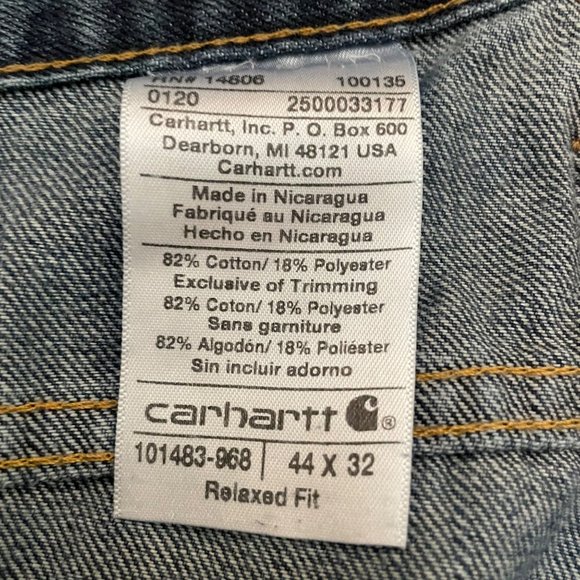 RN# 14806 100135
0120 2500033177
Carhartt, Inc. P. O. Box 600
Dearborn, MI 48121 USA
Carhartt.com
Made in Nicaragua
Fabriqué au Nicaragua
Hecho en Nicaragua
82% Cotton/ 18% Polyester
Exclusive of Trimming
82% Coton/ 18% Polyester
Sans garniture
82% Algodón/ 18% Poliéster
Sin incluir adorno
carhartt ®
101483-968 44 X 32
Relaxed Fit